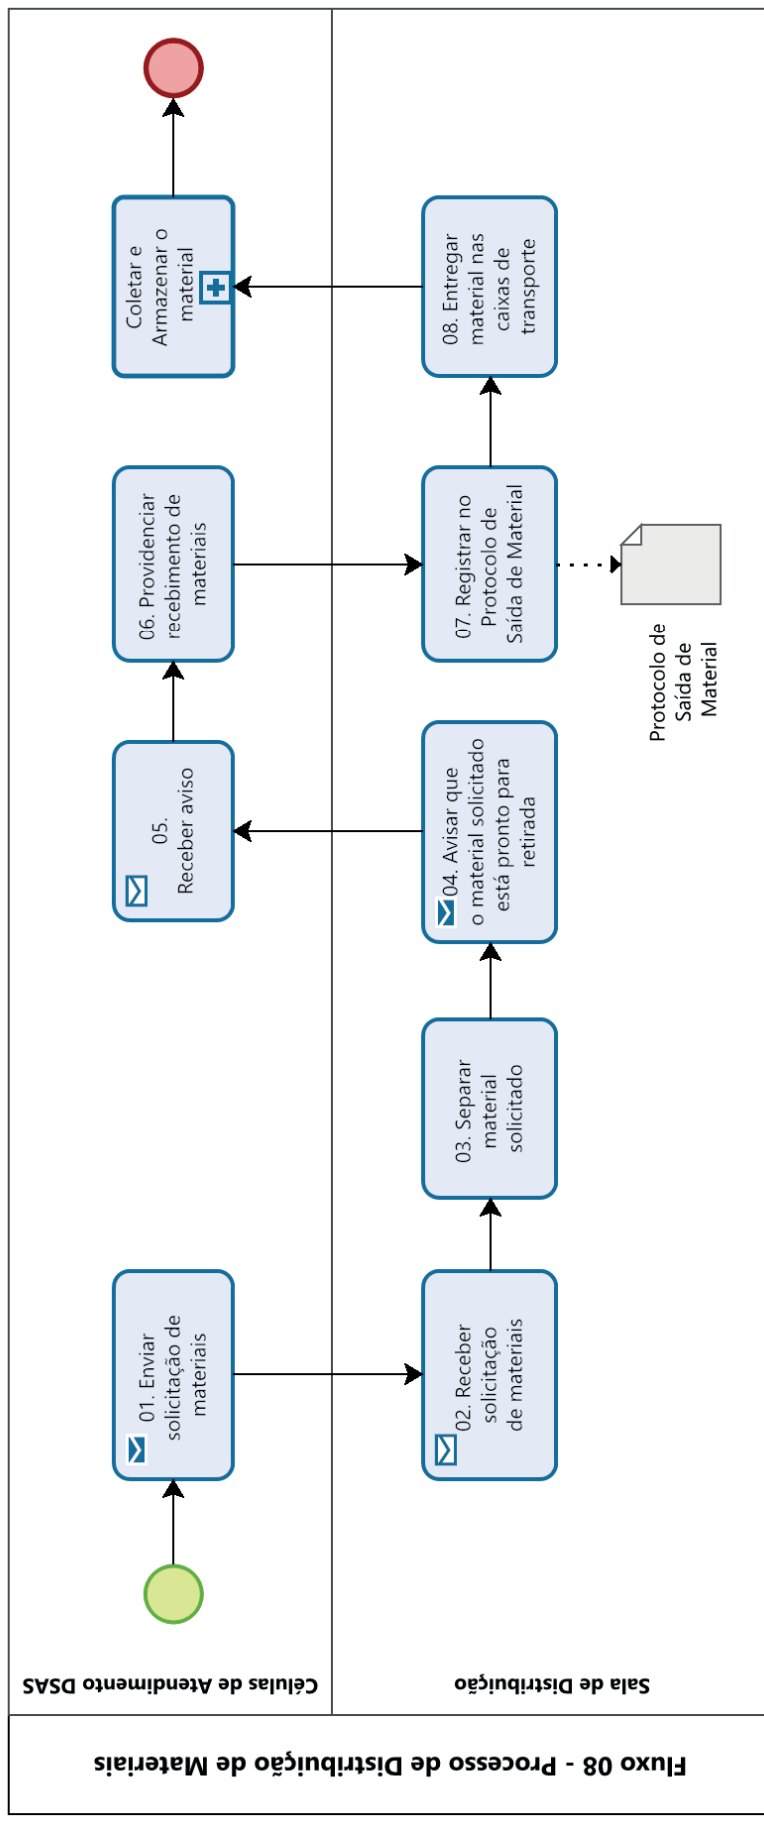 Fluxo 08 - Processo de Distribuição de Materiais
Células de Atendimento DSAS
Sala de Distribuição
01. Enviar
solicitação de
materiais
02. Receber
solicitação
de materiais
03. Separar
material
solicitado
04. Avisar que
o material solicitado
está pronto para
retirada
05.
Receber aviso
06. Providenciar
recebimento de
materiais
07. Registrar no
Protocolo de
Saída de Material
Protocolo de
Saída de
Material
08. Entregar
material nas
caixas de
transporte
Coletar e
Armazenar o
material